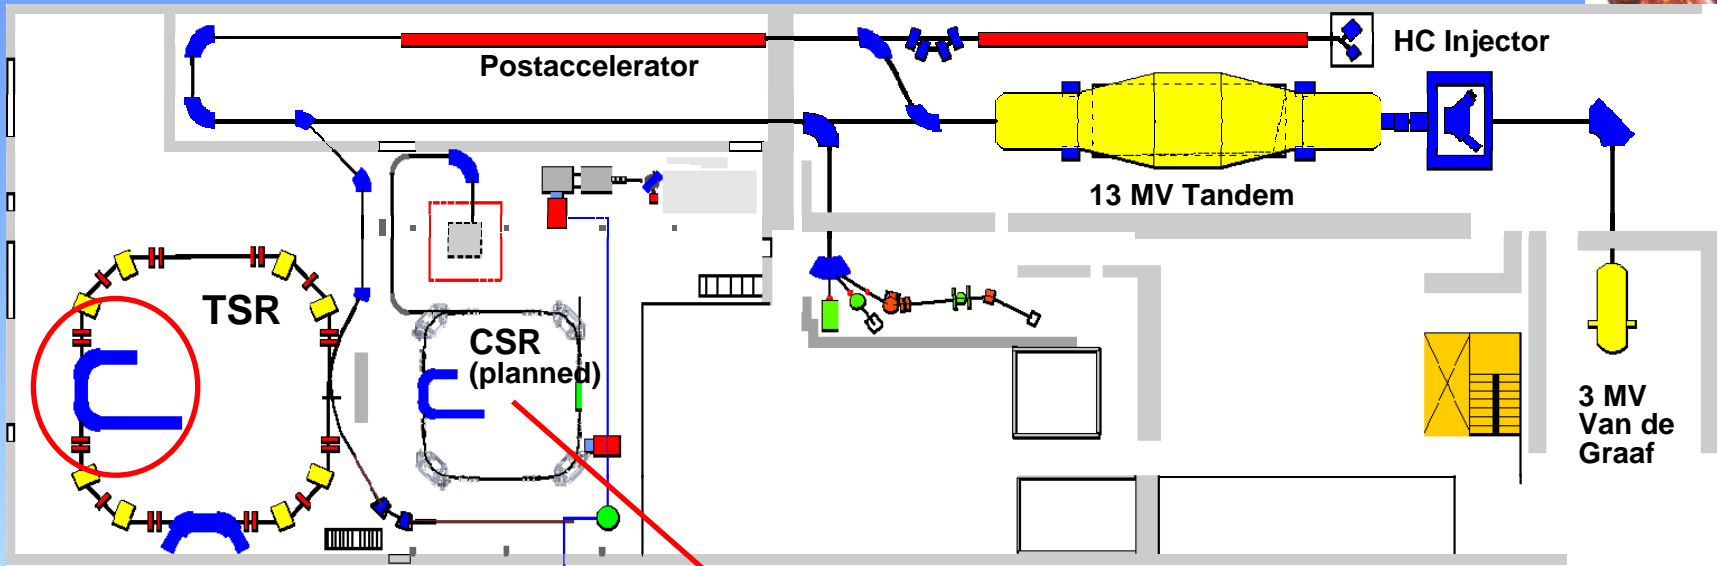 HC Injector
Postaccelerator
13 MV Tandem
TSR
CSR
(planned)
3 MV
Van de
Graaf